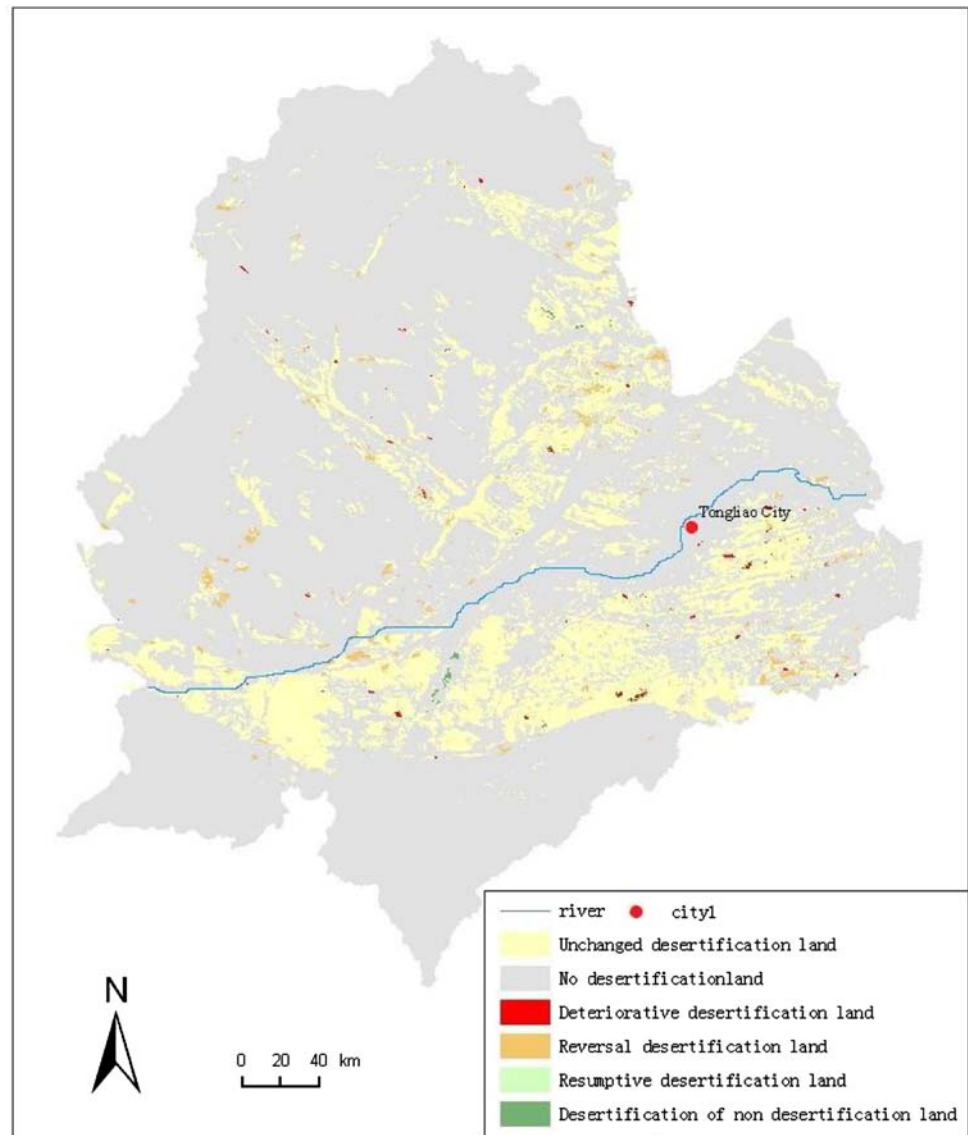 Tongliao City
river city1
Unchanged desertification land
No desertificationland
Deteriorative desertification land
Reversal desertification land
Resumptive desertification land
Desertification of non desertification land
N
0 20 40 km